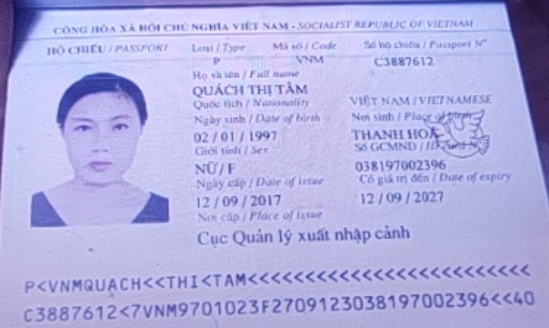 CỘNG HÒA XÃ HỘI CHỦ NGHĨA VIỆT NAM - SOCIALIST REPUBLIC OF VIETNAM
HỘ CHIẾU / PASSPORT Loại / Type Mã số / Code Số hộ chiếu / Passport Nº
P VNM C3887612
Họ và tên / Full name
QUÁCH THỊ TÂM
Quốc tịch / Nationality VIỆT NAM / VIETNAMESE
Ngày sinh / Date of birth Nơi sinh / Place of birth
02 / 01 / 1997 THANH HOÁ
Giới tính / Sex Số GCMND / ID
NỮ / F 038197002396
Ngày cấp / Date of issue Có giá trị đến / Date of expiry
12 / 09 / 2017 12 / 09 / 2027
Nơi cấp / Place of issue
Cục Quản lý xuất nhập cảnh
P<VNMQUACH<<THI<TAM<<<<<<<<<<<<<<<<<<<<<<<<<
C3887612<7VNM9701023F2709123038197002396<<40